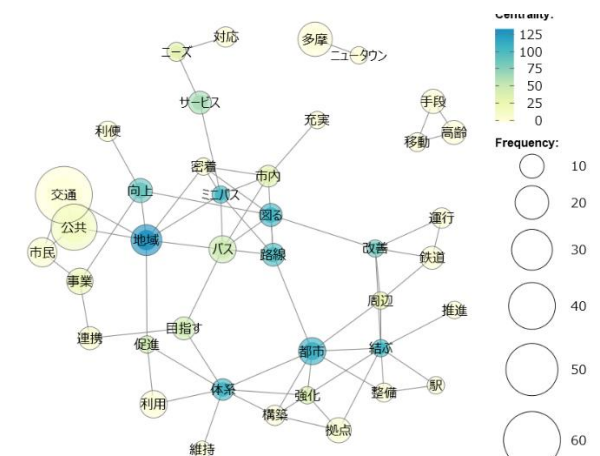 Centrality:
125
100
75
50
25
0
Frequency:
10
20
30
40
50
60
対応
ニーズ
多摩
ニュータウン
サービス
手段
移動
高齢
利便
充実
密着
市内
交通
向上
ミニバス
公共
図る
運行
市民
地域
バス
路線
改善
鉄道
事業
周辺
推進
連携
目指す
促進
都市
結ぶ
利用
体系
強化
整備
駅
構築
拠点
維持